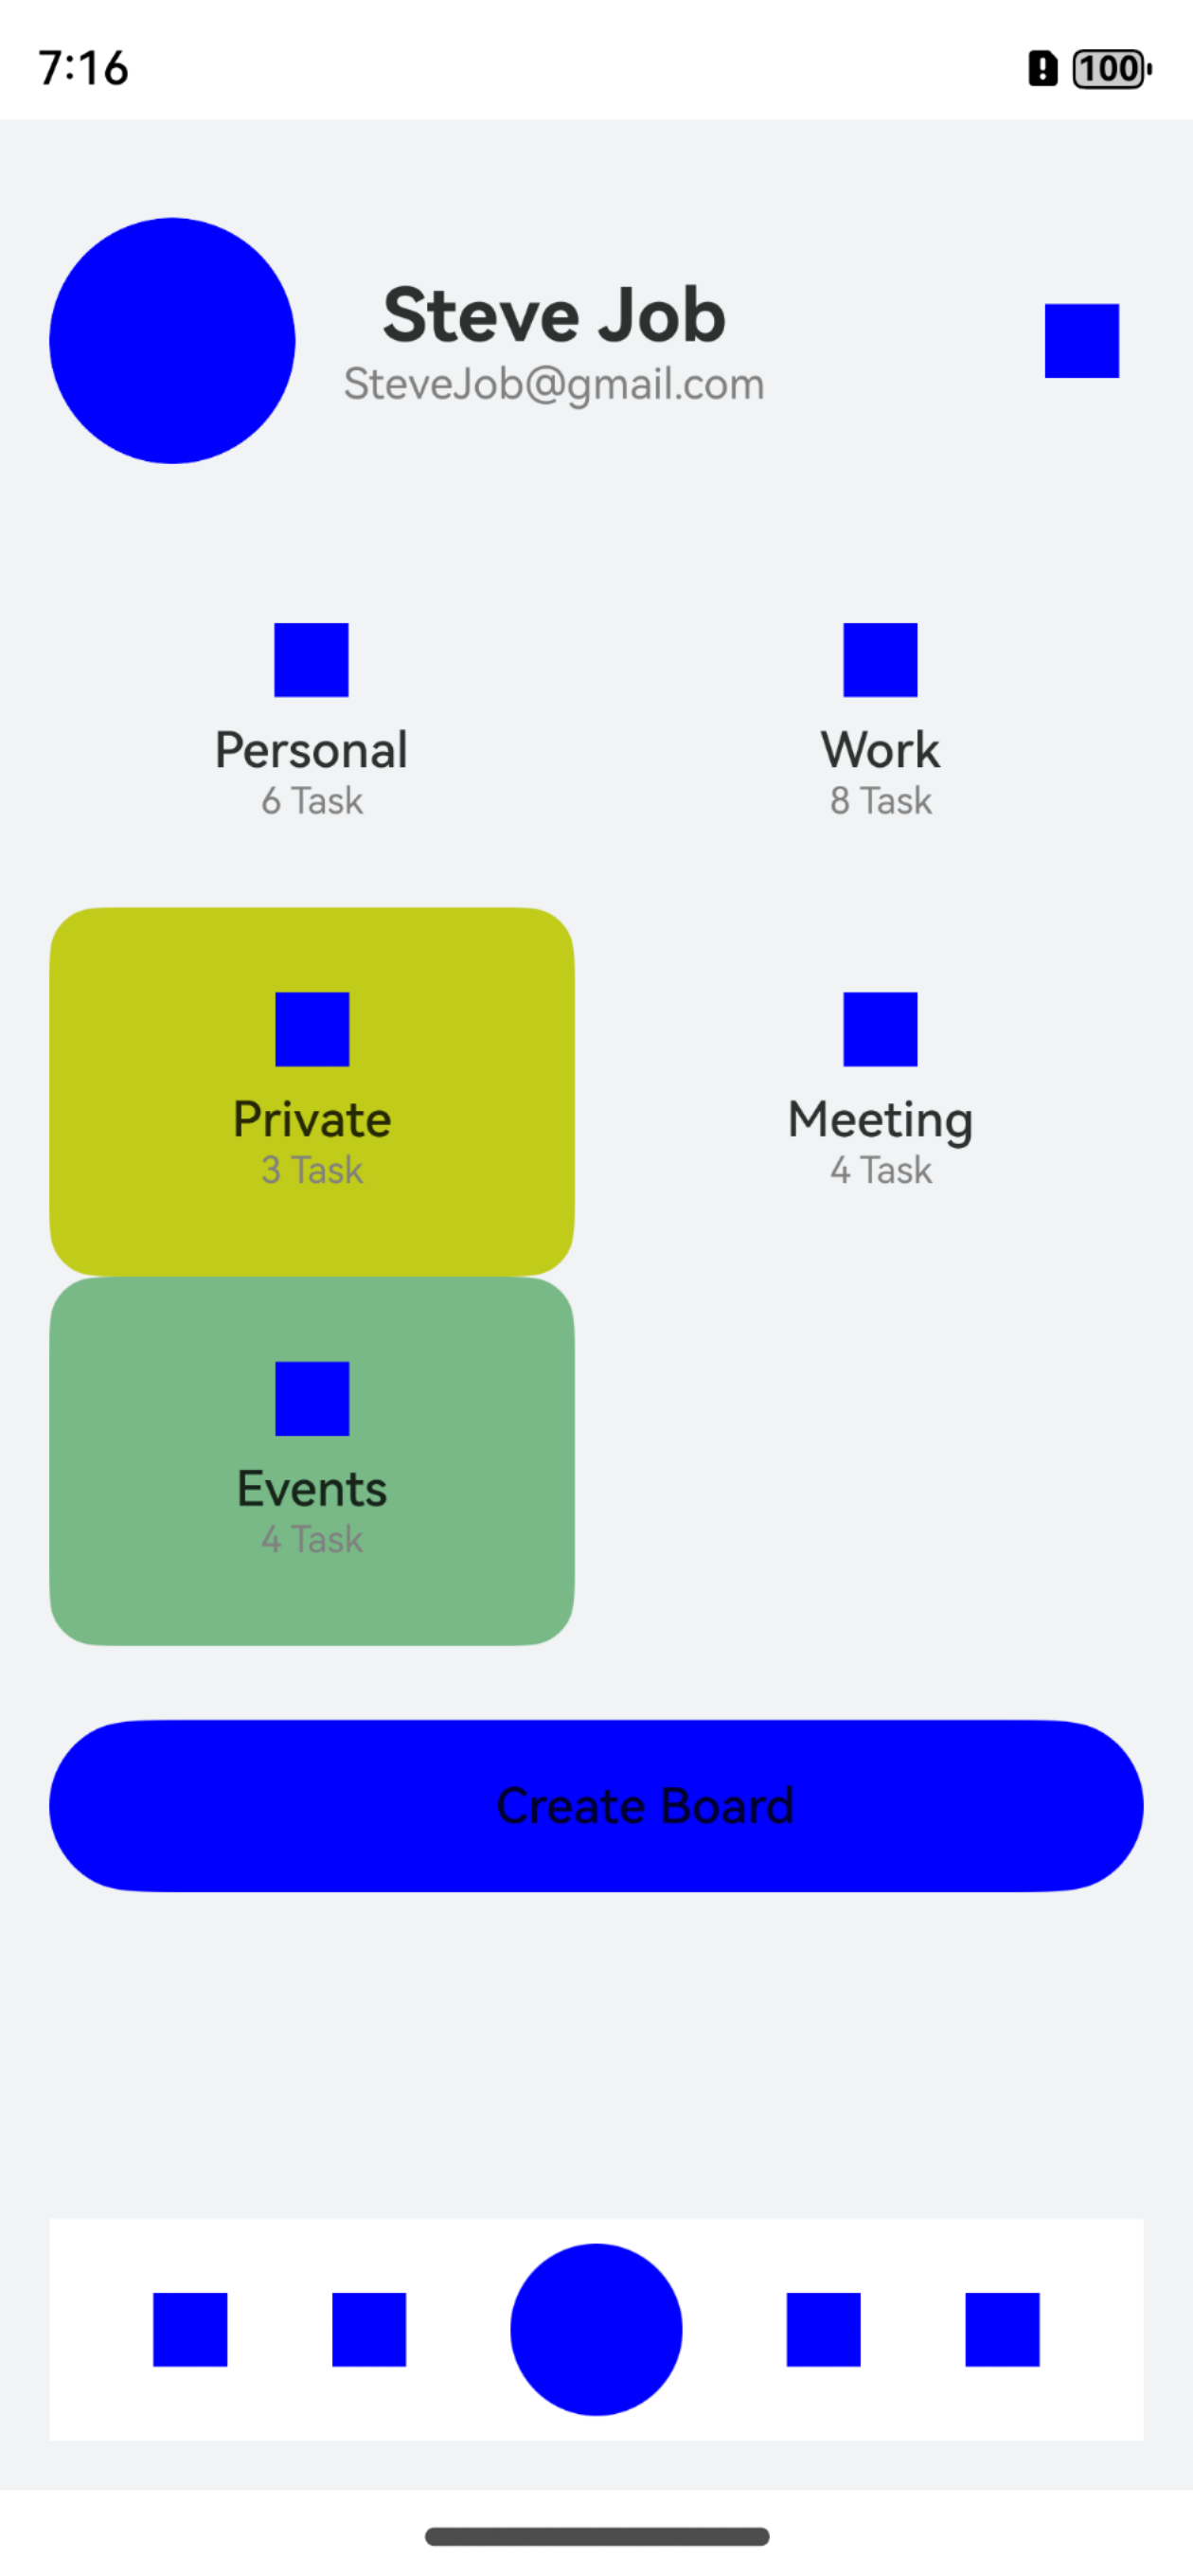 7:16
100
Steve Job
SteveJob@gmail.com
Personal
6 Task
Work
8 Task
Private
3 Task
Meeting
4 Task
Events
4 Task
Create Board